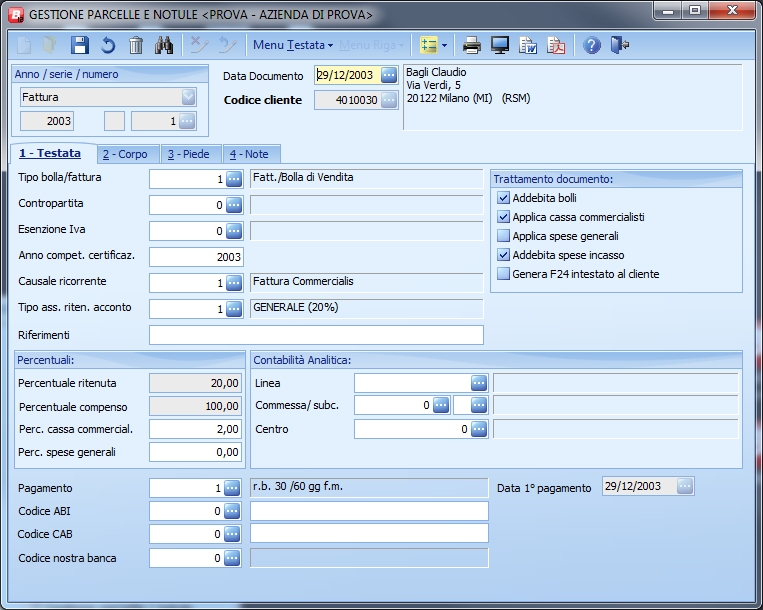 GESTIONE PARCELLE E NOTULE <PROVA - AZIENDA DI PROVA>
Menu Testata Menu Riga
Anno / serie / numero
Fattura
2003 1
Data Documento 29/12/2003
Codice cliente 4010030
Bagli Claudio
Via Verdi, 5
20122 Milano (MI) (RSM)
1 - Testata 2 - Corpo 3 - Piede 4 - Note
Tipo bolla/fattura 1 Fatt./Bolla di Vendita
Contropartita 0
Esenzione Iva 0
Anno compet. certificaz. 2003
Causale ricorrente 1 Fattura Commercialis
Tipo ass. riten. acconto 1 GENERALE (20%)
Riferimenti
Trattamento documento:
Addebita bolli
Applica cassa commercialisti
Applica spese generali
Addebita spese incasso
Genera F24 intestato al cliente
Percentuali:
Percentuale ritenuta 20,00
Percentuale compenso 100,00
Perc. cassa commercial. 2,00
Perc. spese generali 0,00
Contabilità Analitica:
Linea
Commessa/ subc. 0
Centro 0
Pagamento 1 r.b. 30 /60 gg f.m. Data 1° pagamento 29/12/2003
Codice ABI 0
Codice CAB 0
Codice nostra banca 0